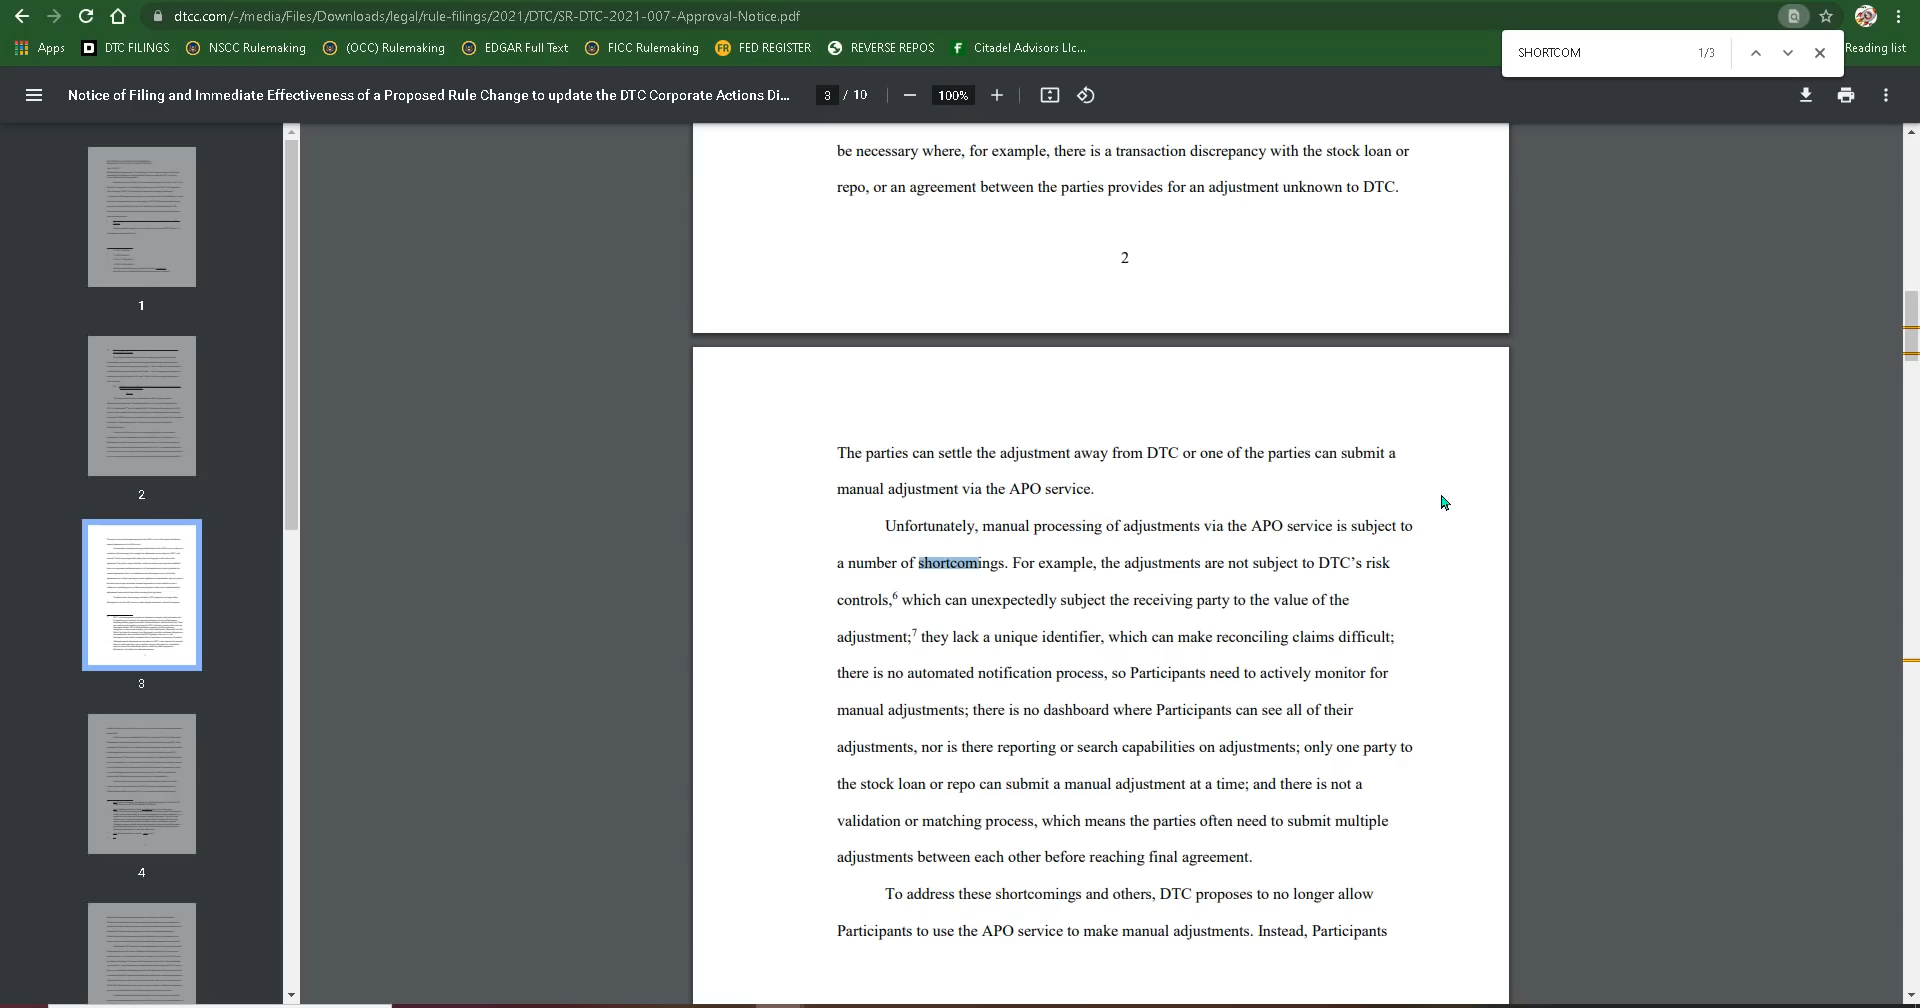 dtcc.com/-/media/Files/Downloads/legal/rule-filings/2021/DTC/SR-DTC-2021-007-Approval-Notice.pdf
Apps DTC FILINGS NSCC Rulemaking (OCC) Rulemaking EDGAR Full Text FICC Rulemaking FR FED REGISTER REVERSE REPOS f Citadel Advisors Llc... Reading list
SHORTCOM 1/3
Notice of Filing and Immediate Effectiveness of a Proposed Rule Change to update the DTC Corporate Actions Di... 3 / 10 100%
1
2
3
4
be necessary where, for example, there is a transaction discrepancy with the stock loan or
repo, or an agreement between the parties provides for an adjustment unknown to DTC.
2
The parties can settle the adjustment away from DTC or one of the parties can submit a
manual adjustment via the APO service.
Unfortunately, manual processing of adjustments via the APO service is subject to
a number of shortcomings. For example, the adjustments are not subject to DTC’s risk
controls,6 which can unexpectedly subject the receiving party to the value of the
adjustment;7 they lack a unique identifier, which can make reconciling claims difficult;
there is no automated notification process, so Participants need to actively monitor for
manual adjustments; there is no dashboard where Participants can see all of their
adjustments, nor is there reporting or search capabilities on adjustments; only one party to
the stock loan or repo can submit a manual adjustment at a time; and there is not a
validation or matching process, which means the parties often need to submit multiple
adjustments between each other before reaching final agreement.
To address these shortcomings and others, DTC proposes to no longer allow
Participants to use the APO service to make manual adjustments. Instead, Participants